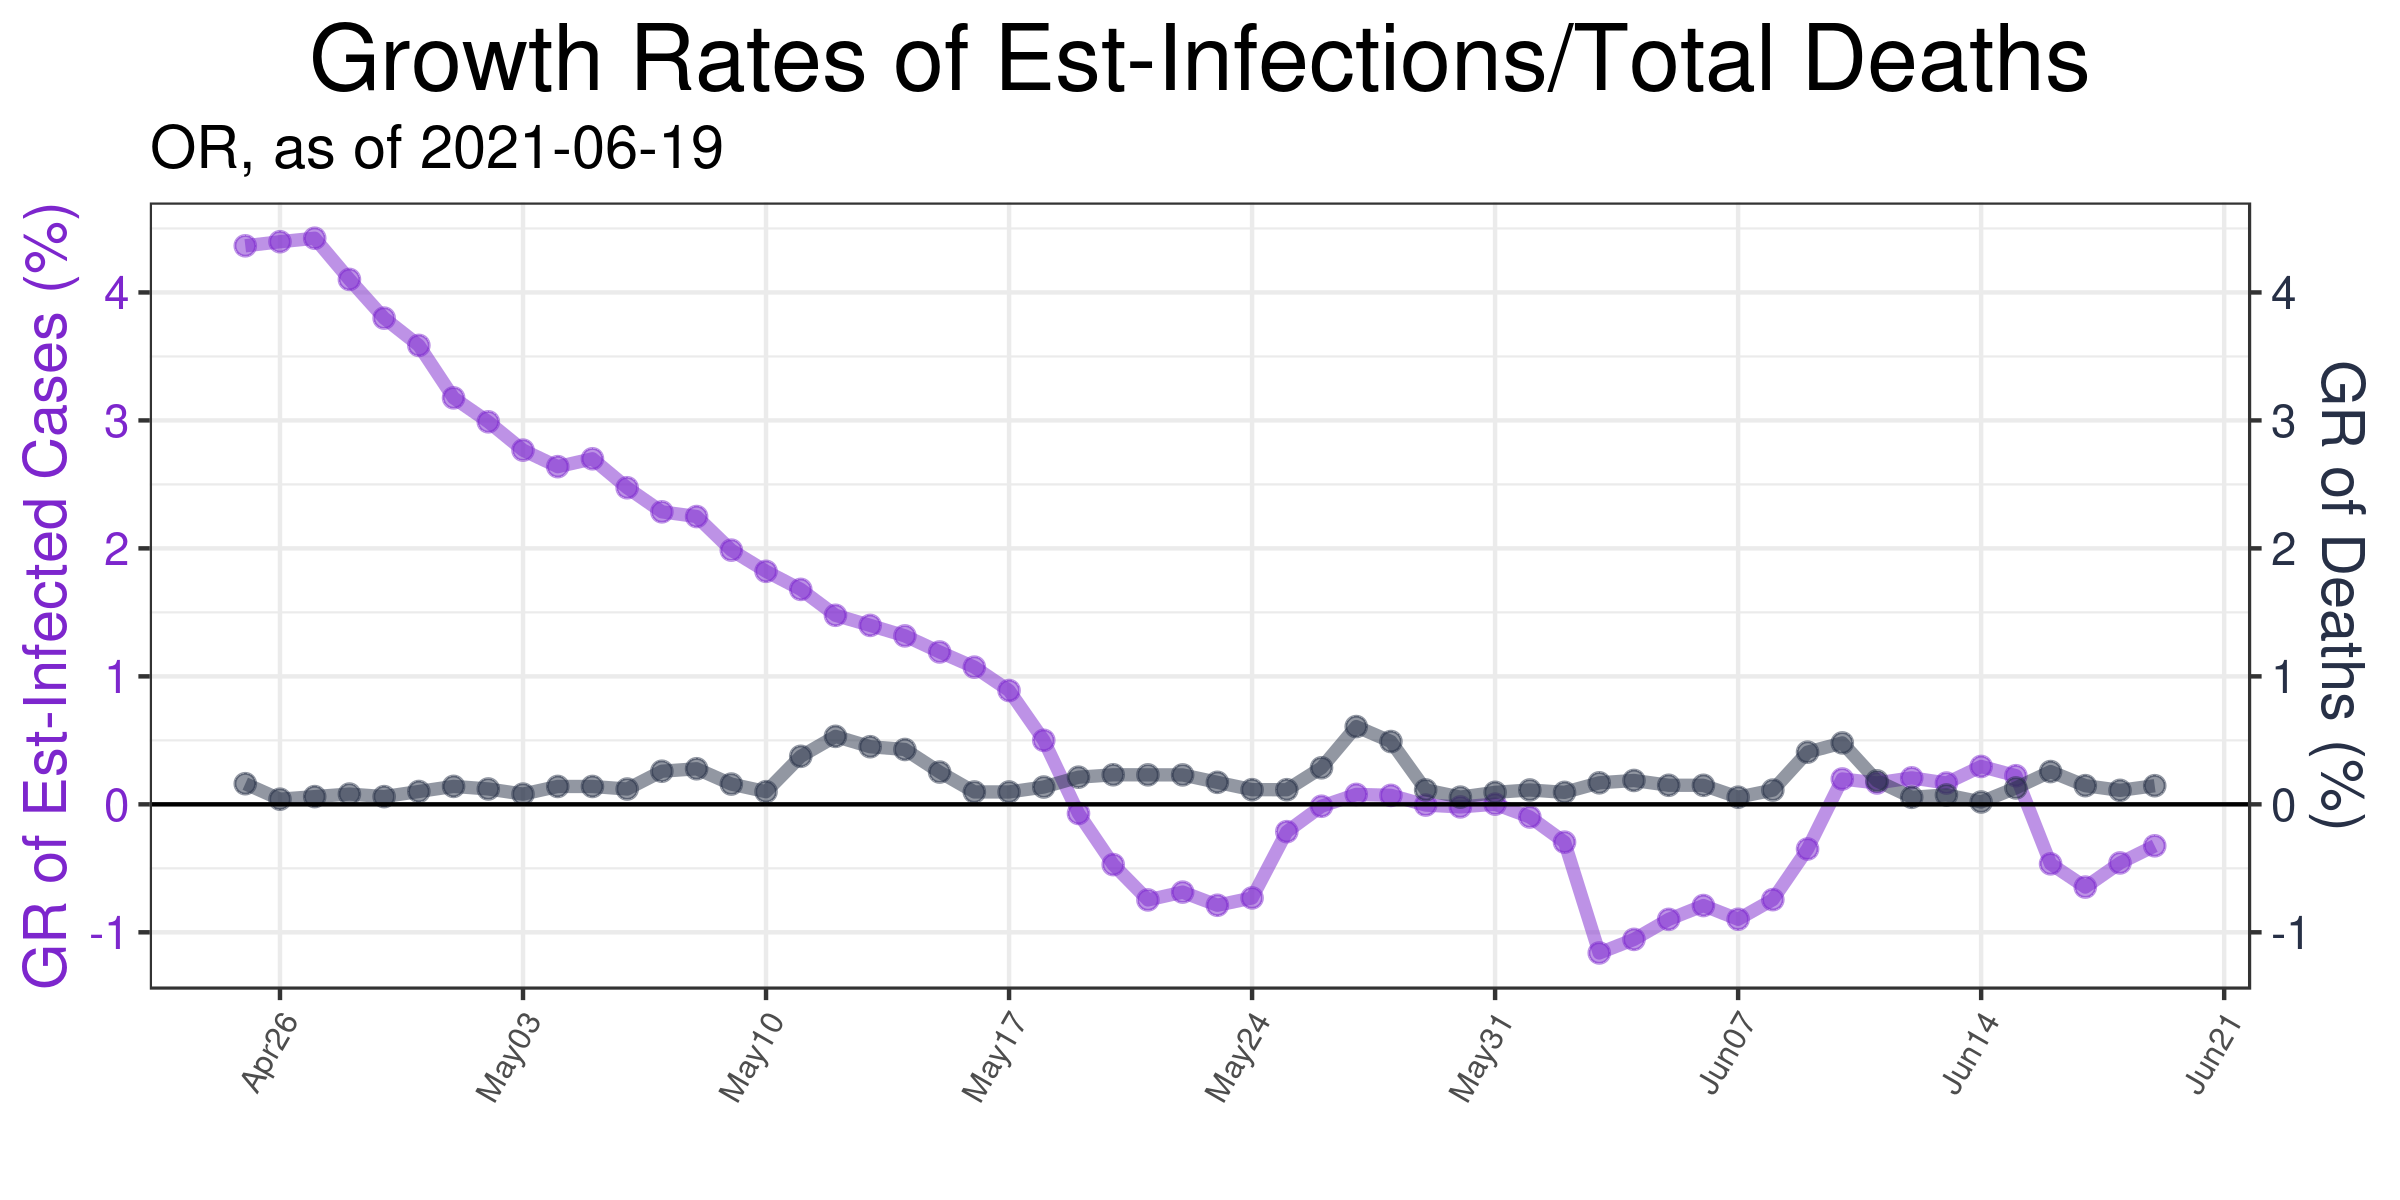 Growth Rates of Est-Infections/Total Deaths
OR, as of 2021-06-19
GR of Est-Infected Cases (%)
4
3
2
1
0
-1
4
3
2
1
0
-1
GR of Deaths (%)
Apr26
May03
May10
May17
May24
May31
Jun07
Jun14
Jun21